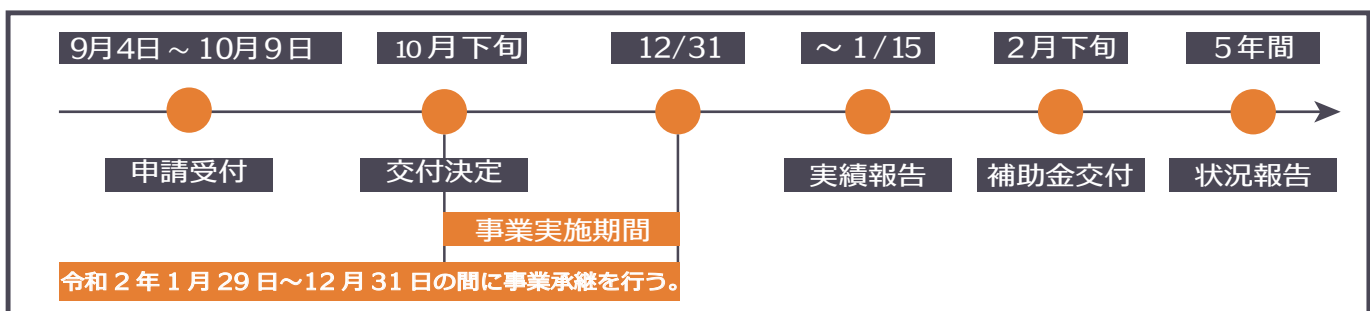 9月4日～10月9日
10月下旬
12/31
～1/15
2月下旬
5年間
申請受付
交付決定
実績報告
補助金交付
状況報告
事業実施期間
令和2年1月29日～12月31日の間に事業承継を行う。